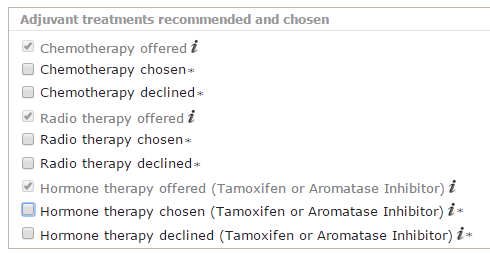 Adjuvant treatments recommended and chosen
Chemotherapy offered i
Chemotherapy chosen*
Chemotherapy declined*
Radio therapy offered i
Radio therapy chosen*
Radio therapy declined*
Hormone therapy offered (Tamoxifen or Aromatase Inhibitor) i
Hormone therapy chosen (Tamoxifen or Aromatase Inhibitor) i*
Hormone therapy declined (Tamoxifen or Aromatase Inhibitor) i*